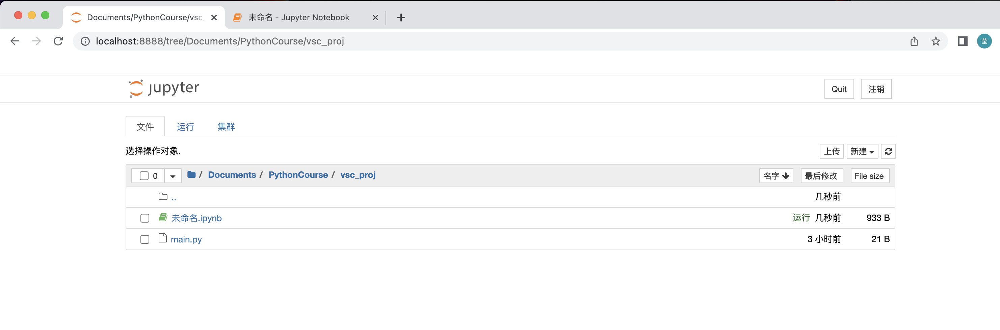 Documents/PythonCourse/vsc_
未命名 - Jupyter Notebook
localhost:8888/tree/Documents/PythonCourse/vsc_proj
莹
jupyter
Quit
注销
文件 运行 集群
选择操作对象.
上传 新建
0 / Documents / PythonCourse / vsc_proj 名字 最后修改 File size
.. 几秒前
未命名.ipynb 运行 几秒前 933 B
main.py 3 小时前 21 B